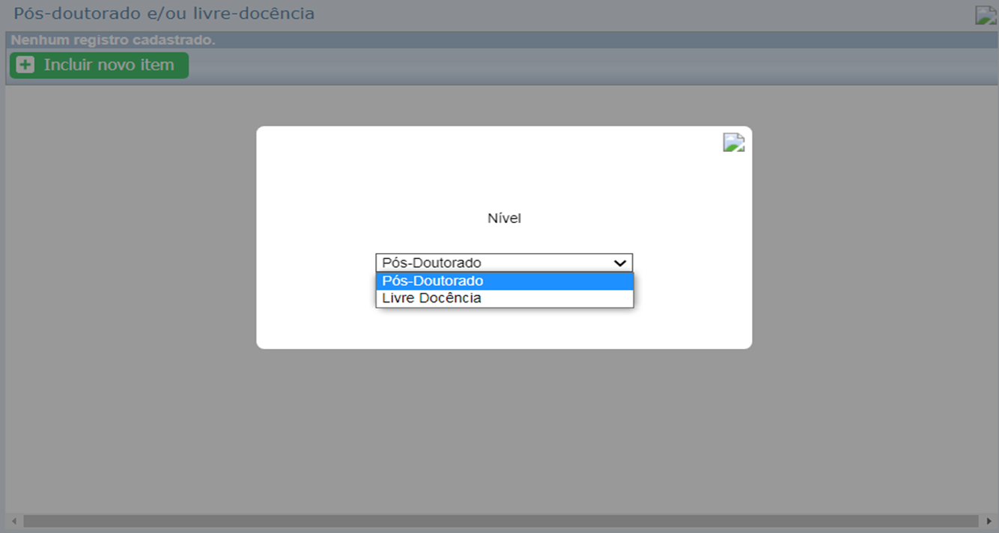 Pós-doutorado e/ou livre-docência
Nenhum registro cadastrado.
Incluir novo item
Nível
Pós-Doutorado
Pós-Doutorado
Livre Docência